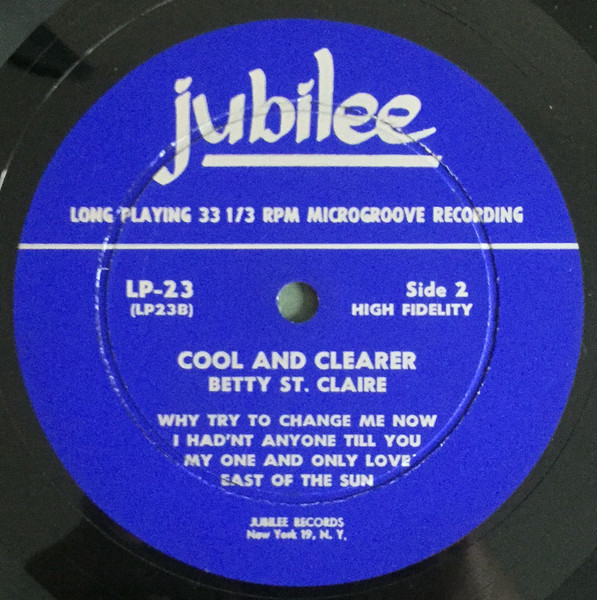 jubilee
LONG PLAYING 33 1/3 RPM MICROGROOVE RECORDING
LP-23 Side 2
(LP23B) HIGH FIDELITY
COOL AND CLEARER
BETTY ST. CLAIRE
WHY TRY TO CHANGE ME NOW
I HAD'NT ANYONE TILL YOU
MY ONE AND ONLY LOVE
EAST OF THE SUN
JUBILEE RECORDS
New York 19, N. Y.